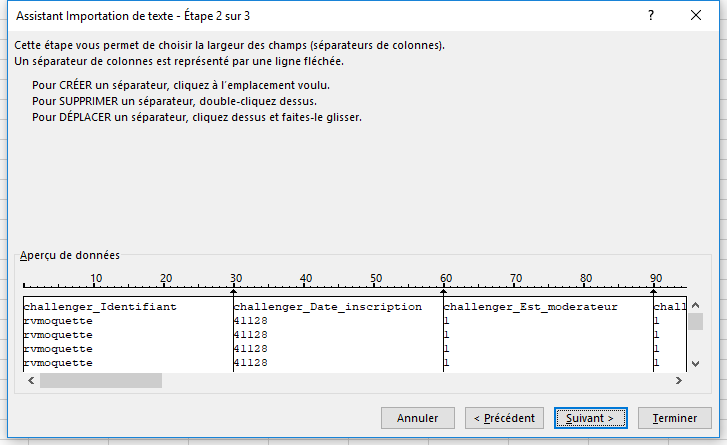 Assistant Importation de texte - Étape 2 sur 3
Cette étape vous permet de choisir la largeur des champs (séparateurs de colonnes).
Un séparateur de colonnes est représenté par une ligne fléchée.
Pour CRÉER un séparateur, cliquez à l'emplacement voulu.
Pour SUPPRIMER un séparateur, double-cliquez dessus.
Pour DÉPLACER un séparateur, cliquez dessus et faites-le glisser.
Aperçu de données
10 20 30 40 50 60 70 80 90
challenger_Identifiant challenger_Date_inscription challenger_Est_moderateur chall
rvmoquette 41128 1 1
rvmoquette 41128 1 1
rvmoquette 41128 1 1
rvmoquette 41128 1 1
Annuler < Précédent Suivant > Terminer